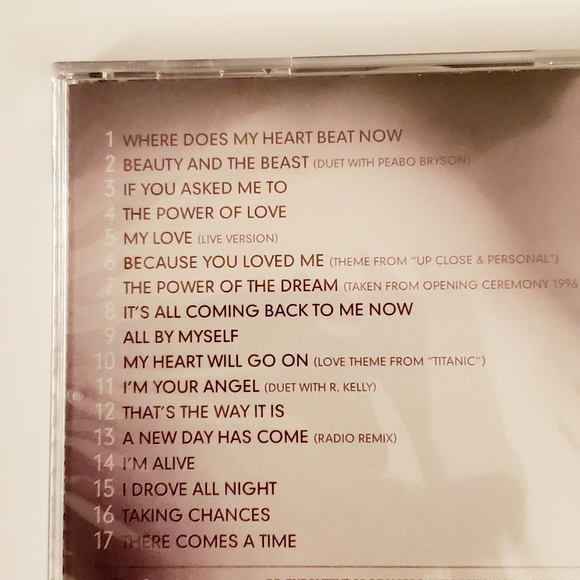 1 WHERE DOES MY HEART BEAT NOW
2 BEAUTY AND THE BEAST (DUET WITH PEABO BRYSON)
3 IF YOU ASKED ME TO
4 THE POWER OF LOVE
5 MY LOVE (LIVE VERSION)
6 BECAUSE YOU LOVED ME (THEME FROM "UP CLOSE & PERSONAL")
7 THE POWER OF THE DREAM (TAKEN FROM OPENING CEREMONY 1996
8 IT'S ALL COMING BACK TO ME NOW
9 ALL BY MYSELF
10 MY HEART WILL GO ON (LOVE THEME FROM "TITANIC")
11 I'M YOUR ANGEL (DUET WITH R. KELLY)
12 THAT'S THE WAY IT IS
13 A NEW DAY HAS COME (RADIO REMIX)
14 I'M ALIVE
15 I DROVE ALL NIGHT
16 TAKING CHANCES
17 THERE COMES A TIME